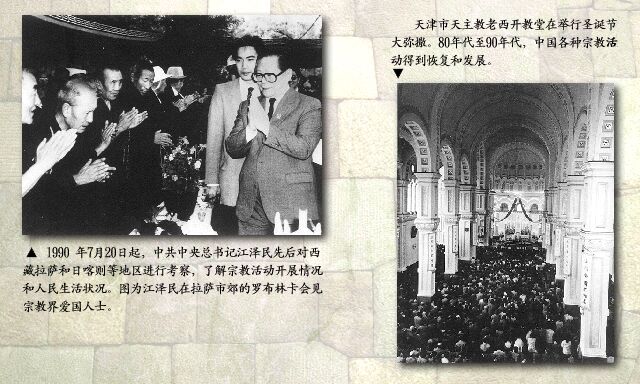 天津市天主教老西开教堂在举行圣诞节
大弥撒。80年代至90年代，中国各种宗教活
动得到恢复和发展。
▼
▲ 1990 年7月20日起，中共中央总书记江泽民先后对西
藏拉萨和日喀则等地区进行考察，了解宗教活动开展情况
和人民生活状况。图为江泽民在拉萨市郊的罗布林卡会见
宗教界爱国人士。